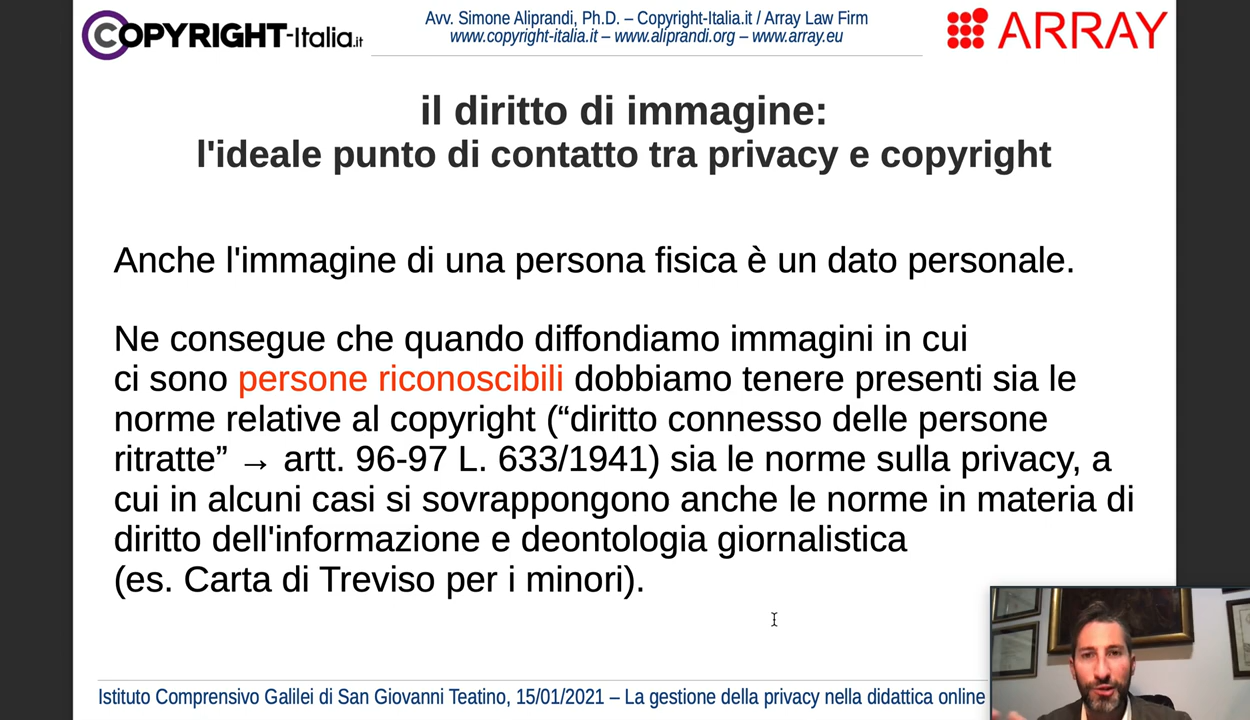 COPYRIGHT-Italia.it
Avv. Simone Aliprandi, Ph.D. – Copyright-Italia.it / Array Law Firm
www.copyright-italia.it – www.aliprandi.org – www.array.eu
ARRAY
il diritto di immagine:
l'ideale punto di contatto tra privacy e copyright
Anche l'immagine di una persona fisica è un dato personale.
Ne consegue che quando diffondiamo immagini in cui
ci sono persone riconoscibili dobbiamo tenere presenti sia le
norme relative al copyright (“diritto connesso delle persone
ritratte” → artt. 96-97 L. 633/1941) sia le norme sulla privacy, a
cui in alcuni casi si sovrappongono anche le norme in materia di
diritto dell'informazione e deontologia giornalistica
(es. Carta di Treviso per i minori).
Istituto Comprensivo Galilei di San Giovanni Teatino, 15/01/2021 – La gestione della privacy nella didattica online